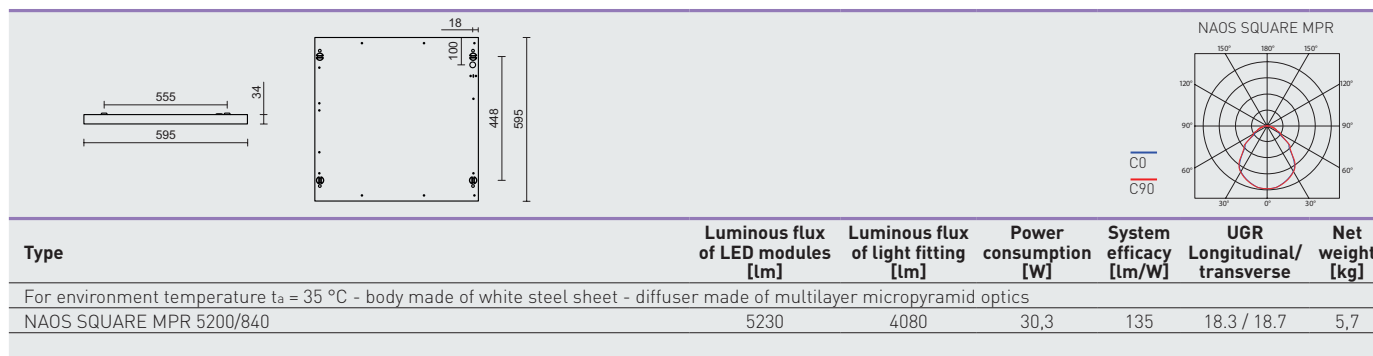 18
100
448
595
555
34
595
NAOS SQUARE MPR
150° 180° 150°
120° 120°
90° 90°
60° 60°
30° 0° 30°
C0
C90
Type
Luminous flux of LED modules [lm]
Luminous flux of light fitting [lm]
Power consumption [W]
System efficacy [lm/W]
UGR Longitudinal/ transverse
Net weight [kg]
For environment temperature ta = 35 °C - body made of white steel sheet - diffuser made of multilayer micropyramid optics
NAOS SQUARE MPR 5200/840 5230 4080 30,3 135 18.3 / 18.7 5,7